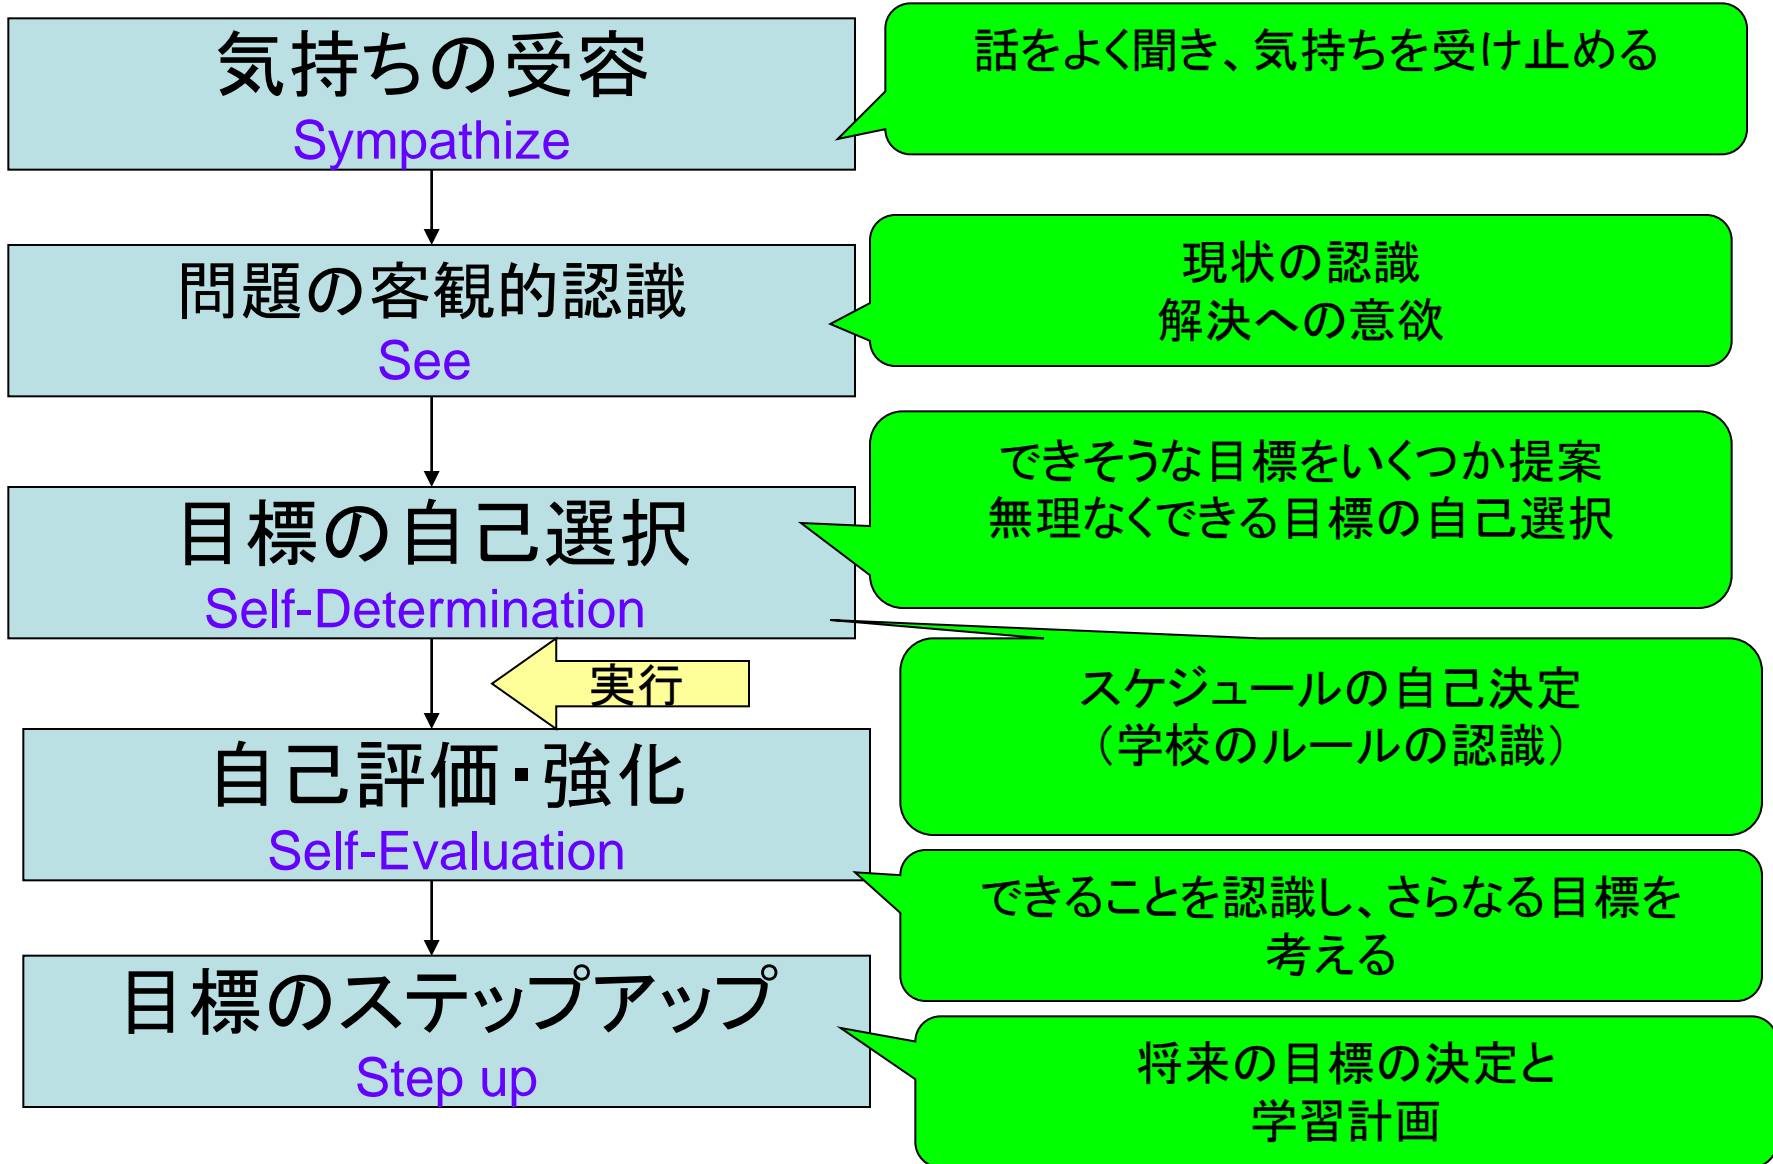 気持ちの受容
Sympathize
話をよく聞き、気持ちを受け止める
問題の客観的認識
See
現状の認識
解決への意欲
目標の自己選択
Self-Determination
できそうな目標をいくつか提案
無理なくできる目標の自己選択
スケジュールの自己決定
（学校のルールの認識）
実行
自己評価・強化
Self-Evaluation
できることを認識し、さらなる目標を
考える
目標のステップアップ
Step up
将来の目標の決定と
学習計画